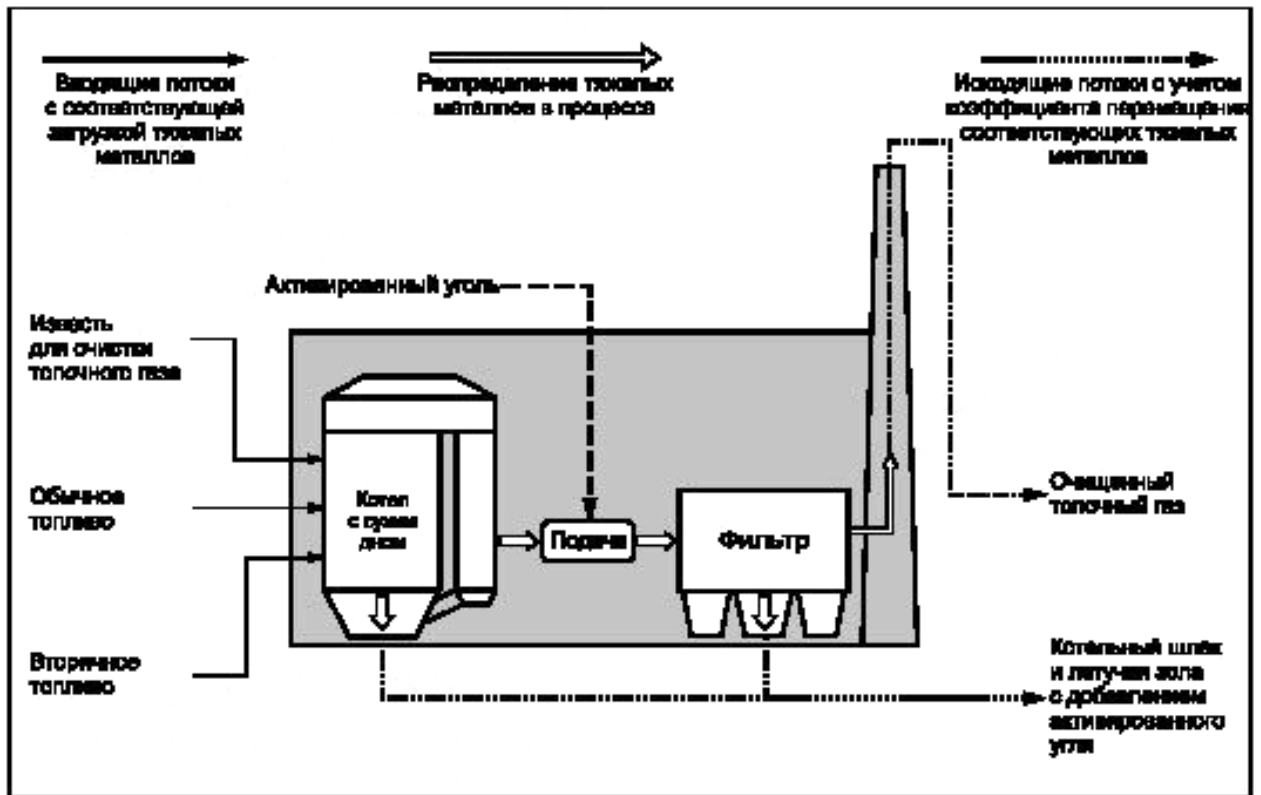 Входящие потоки
с соответствующей
загрузкой тяжелых
металлов
Распределение тяжелых
металлов в процессе
Исходящие потоки с учетом
коэффициента перемещения
соответствующих тяжелых
металлов
Активированный уголь
Известь
для очистки
топочного газа
Обычное
топливо
Вторичное
топливо
Котел
с сухим
дном
Подача
Фильтр
Очищенный
топочный газ
Котельный шлак
и летучая зола
с добавлением
активированного
угля